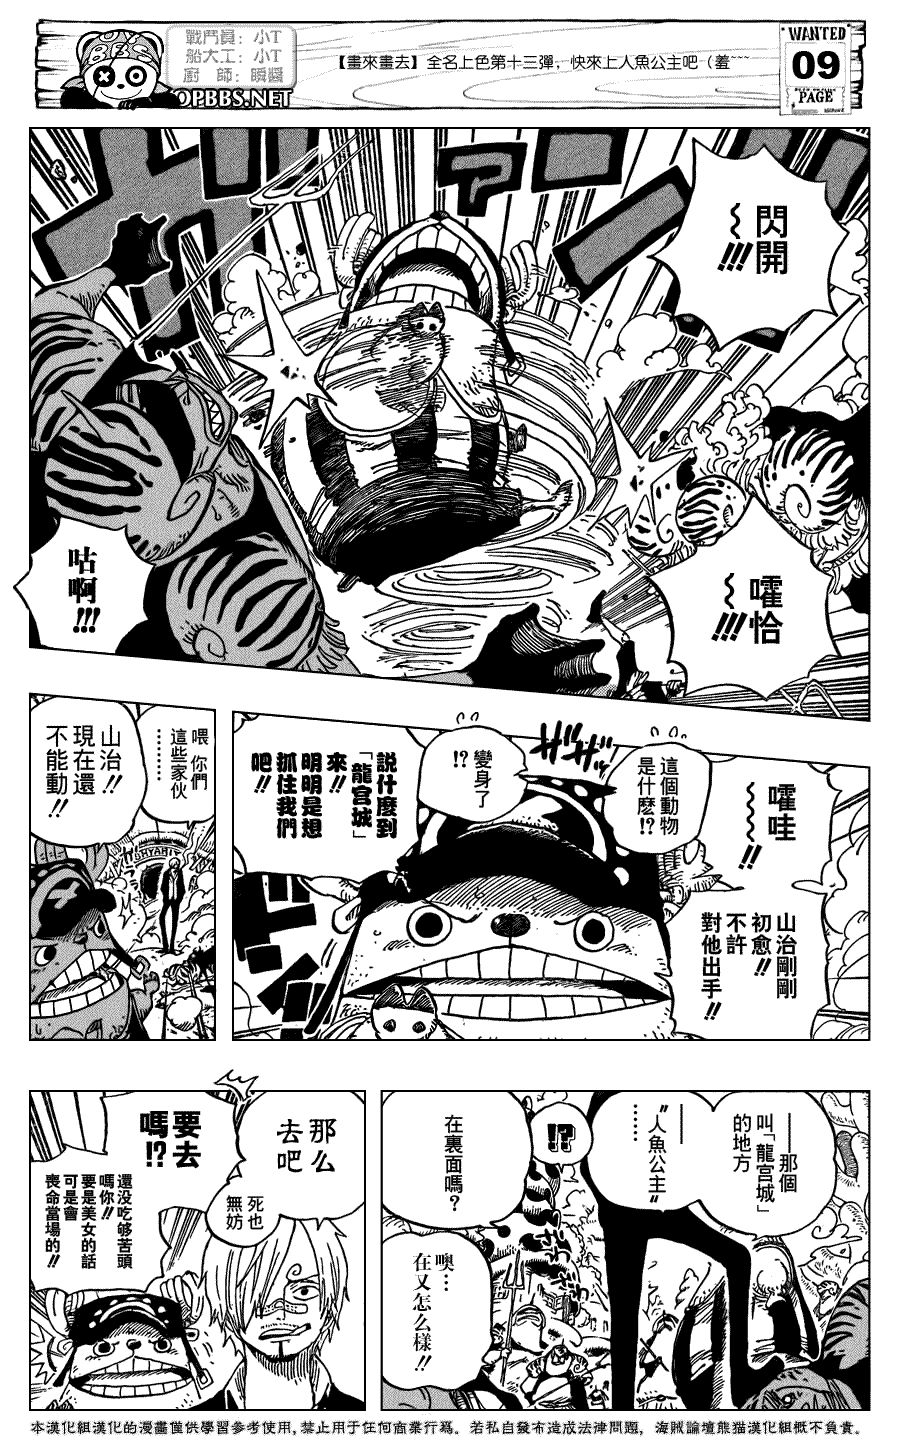 戰鬥員：小T
船大工：小T
廚　師：瞬醬
OPBBS.NET
【畫來畫去】全名上色第十三彈，快來上人魚公主吧（羞~~~
WANTED
09
PAGE
閃開
～!!!
嚯恰
～!!!
咕啊!!!
嚯哇
～!!
山治剛剛
初愈!!
不許
對他出手!!
這個動物
是什麽!?
變身了
!?
說什麼到
「龍宮城」
來!!
明明是想
抓住我們
吧!!
喂 你們
這些家伙
………
山治!!
現在還
不能動!!
——那個
叫「龍宮城」
的地方
“人魚公主”
……
!?
在裏面嗎?
噢…
在又怎么樣!!
那么
去吧
死也
無妨
要去
嗎!?
還没吃够苦頭
嗎你!!
要是美女的話
可是會
喪命當場的!!
本漢化組漢化的漫畫僅供學習參考使用,禁止用于任何商業行爲。若私自發布造成法律問題，海賊論壇熊猫漢化組概不負責。